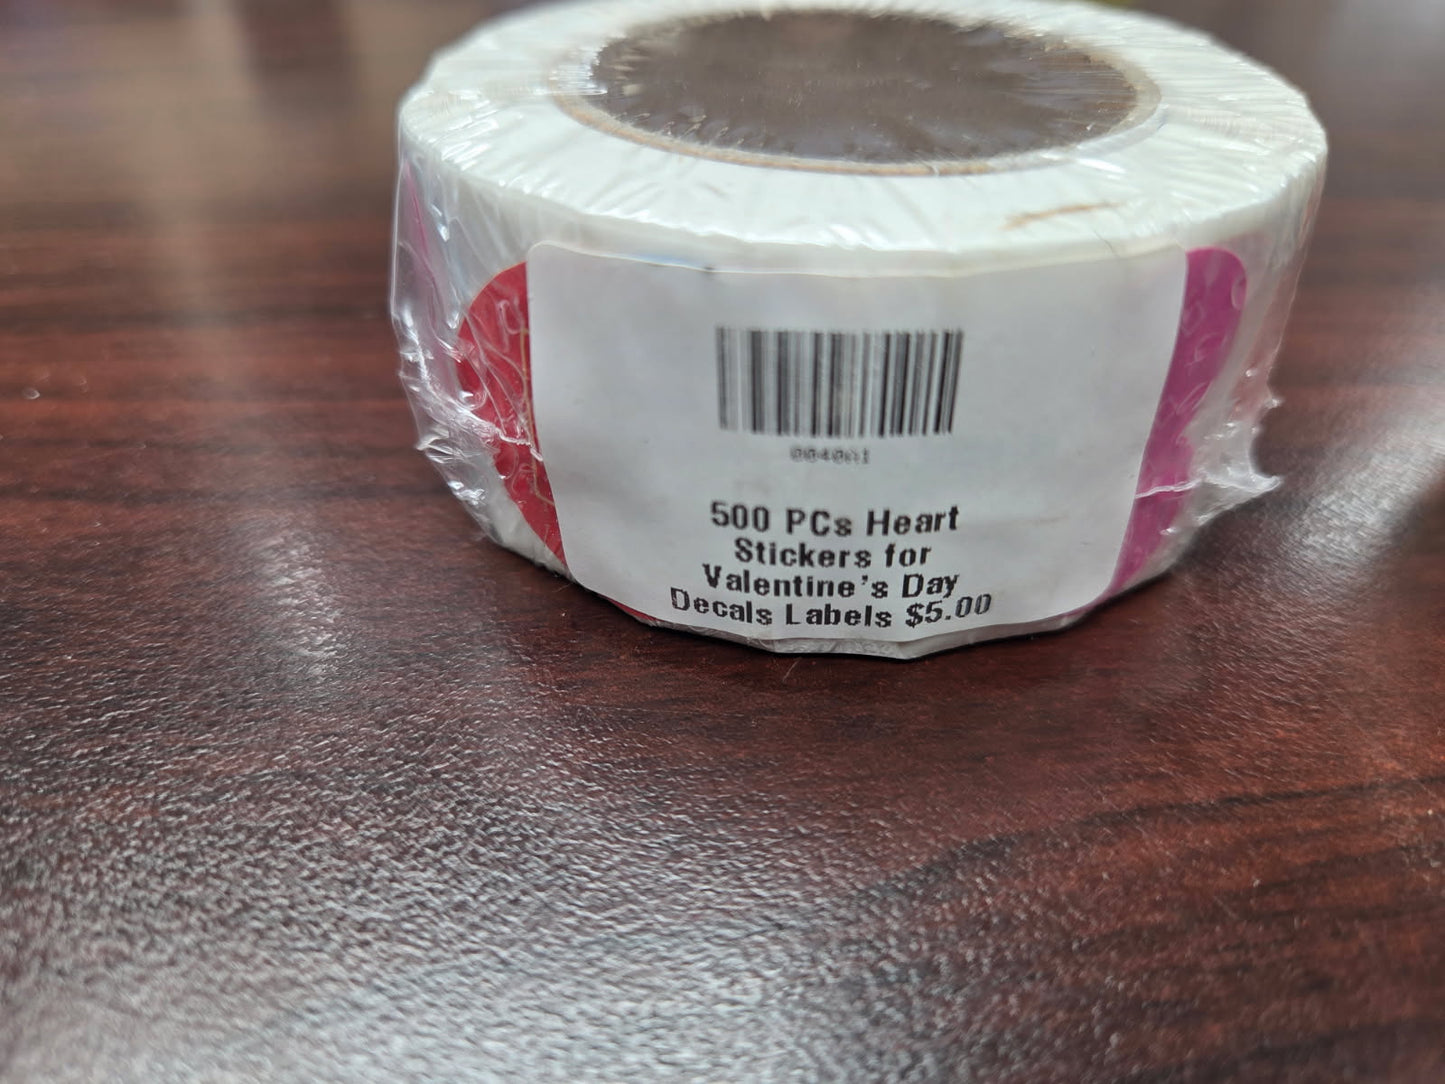 500 PCs Heart
Stickers for
Valentine's Day
Decals Labels $5.00